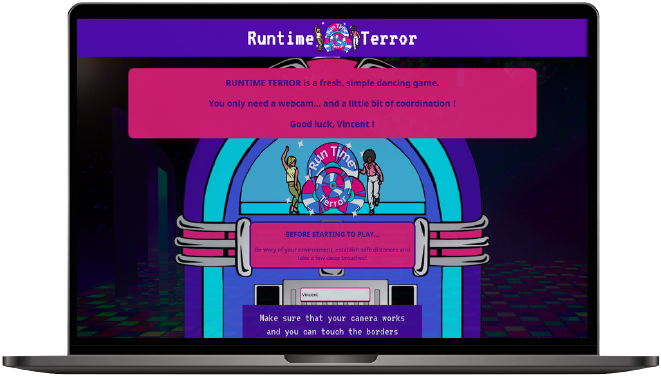 Runtime Terror
RUNTIME TERROR is a fresh, simple dancing game.
You only need a webcam... and a little bit of coordination !
Good luck, Vincent !
Run Time
Terror
BEFORE STARTING TO PLAY...
Be wary of your environment, establish safe distances and
take a few deep breathes!
Vincent
Make sure that your camera works
and you can touch the borders